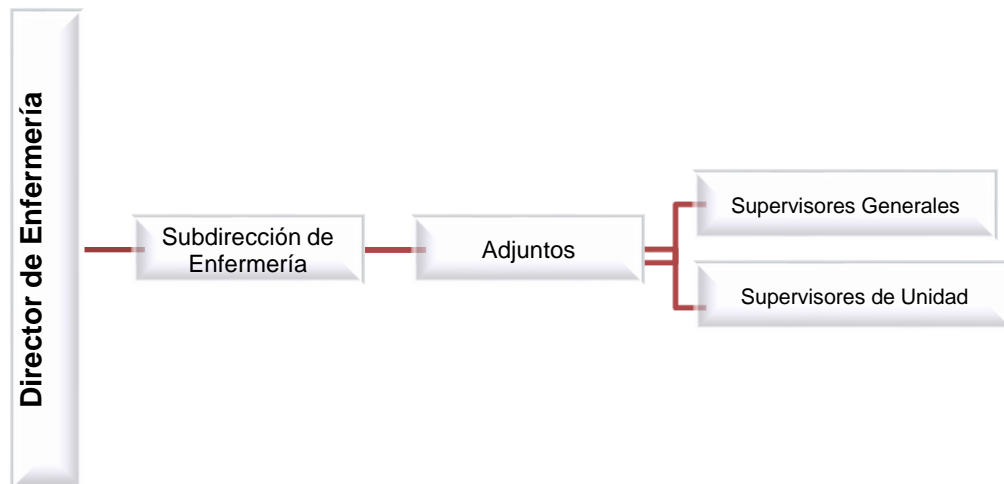 Director de Enfermería
Subdirección de
Enfermería
Adjuntos
Supervisores Generales
Supervisores de Unidad